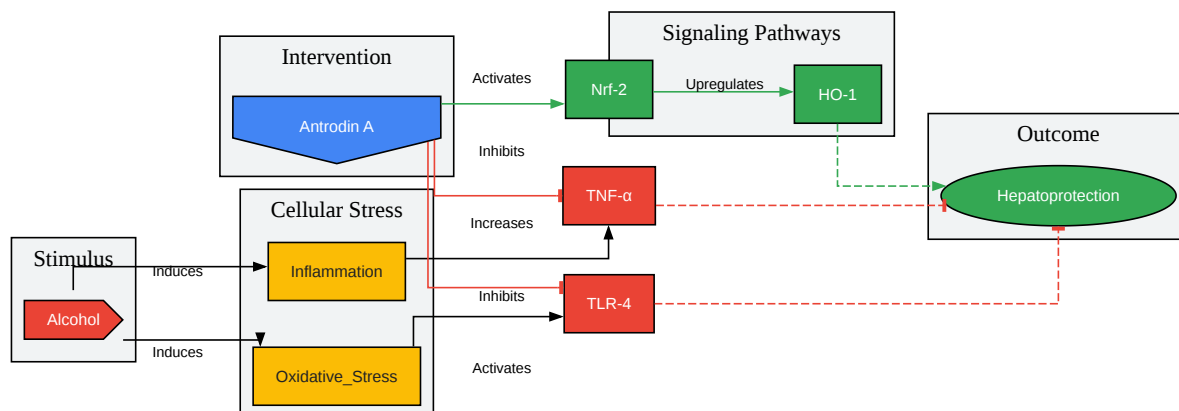 Signaling Pathways
Intervention
Activates
Nrf-2
Upregulates
HO-1
Antrodin A
Outcome
Inhibits
TNF-α
Hepatoprotection
Cellular Stress
Increases
Stimulus
Induces
Inflammation
Inhibits
TLR-4
Alcohol
Induces
Oxidative_Stress
Activates